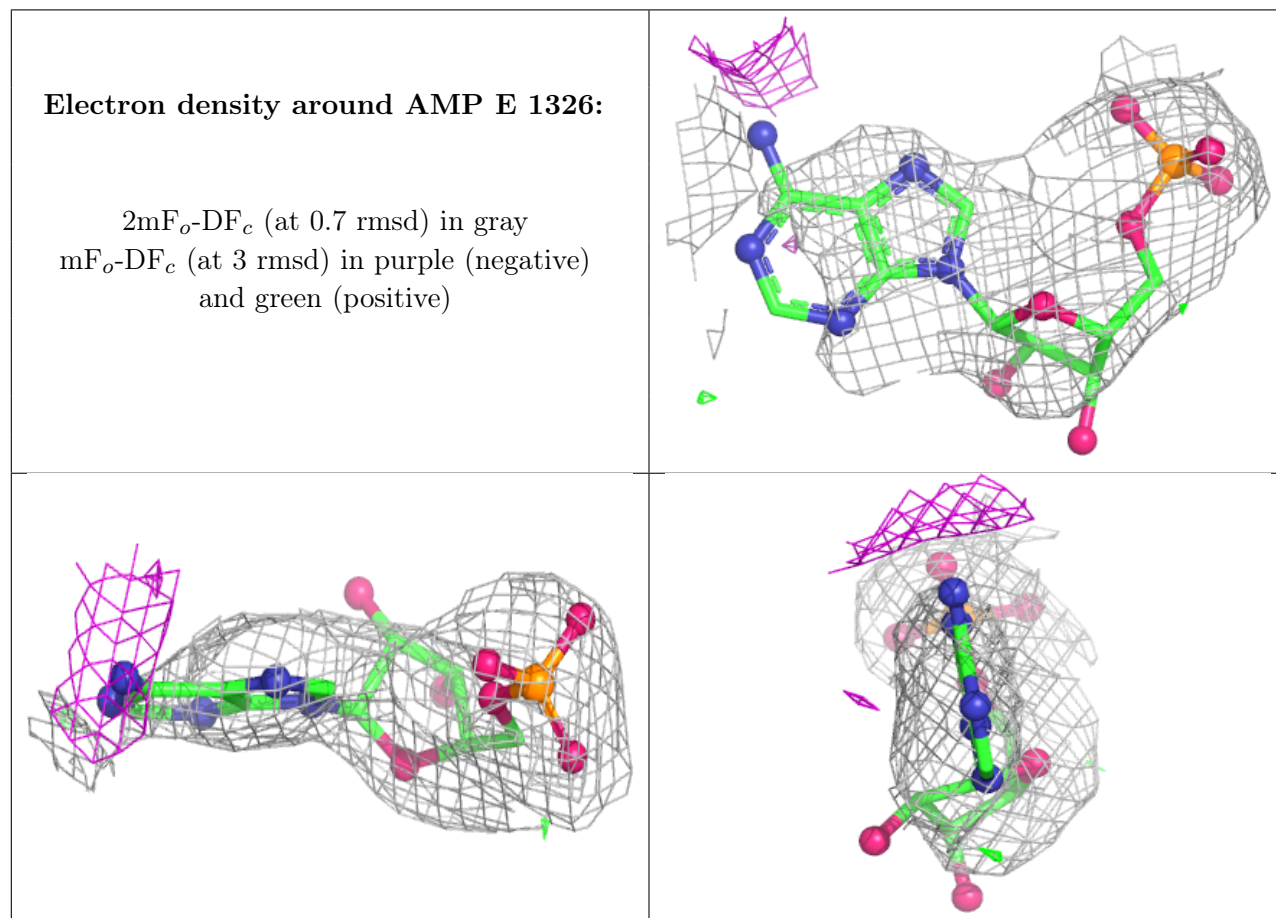 Electron density around AMP E 1326:
2mFo-DFc (at 0.7 rmsd) in gray
mFo-DFc (at 3 rmsd) in purple (negative)
and green (positive)